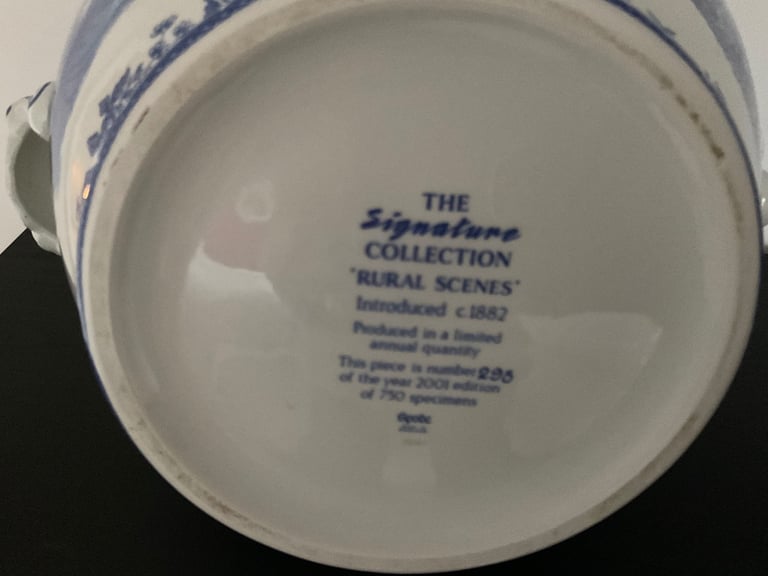 THE
Signature
COLLECTION
"RURAL SCENES"
Introduced c.1882
Produced in a limited
annual quantity
This piece is number
of the year 2001 edition
of 750 specimens
Spode